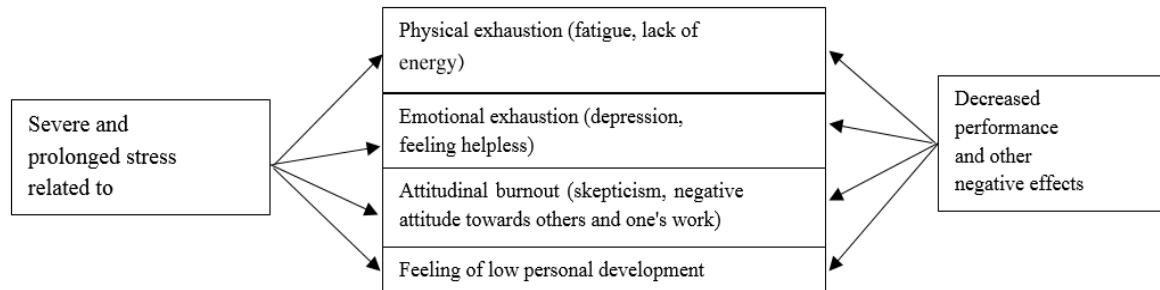 Severe and
prolonged stress
related to
Physical exhaustion (fatigue, lack of
energy)
Emotional exhaustion (depression,
feeling helpless)
Attitudinal burnout (skepticism, negative
attitude towards others and one's work)
Feeling of low personal development
Decreased
performance
and other
negative effects